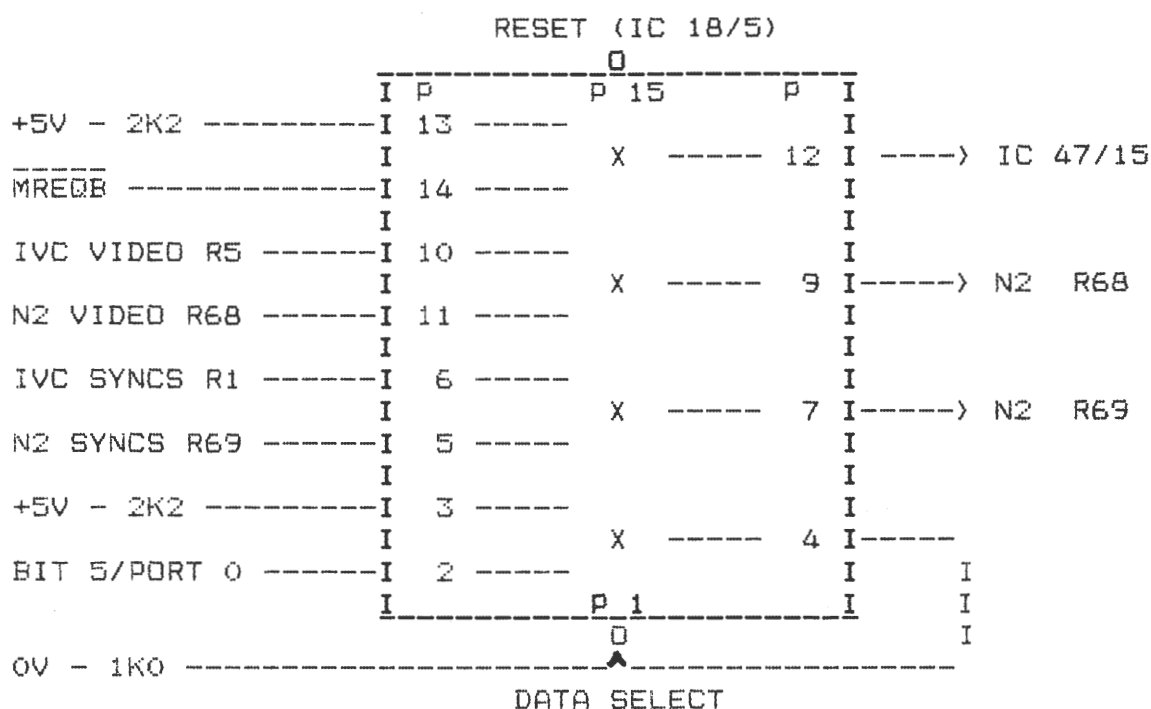 RESET (IC 18/5)
P P 15 P
+5V - 2K2 13
X 12 IC 47/15
MREQB 14
IVC VIDEO R5 10
X 9 N2 R68
N2 VIDEO R68 11
IVC SYNCS R1 6
X 7 N2 R69
N2 SYNCS R69 5
+5V - 2K2 3
X 4
BIT 5/PORT 0 2
P 1
0V - 1K0
DATA SELECT